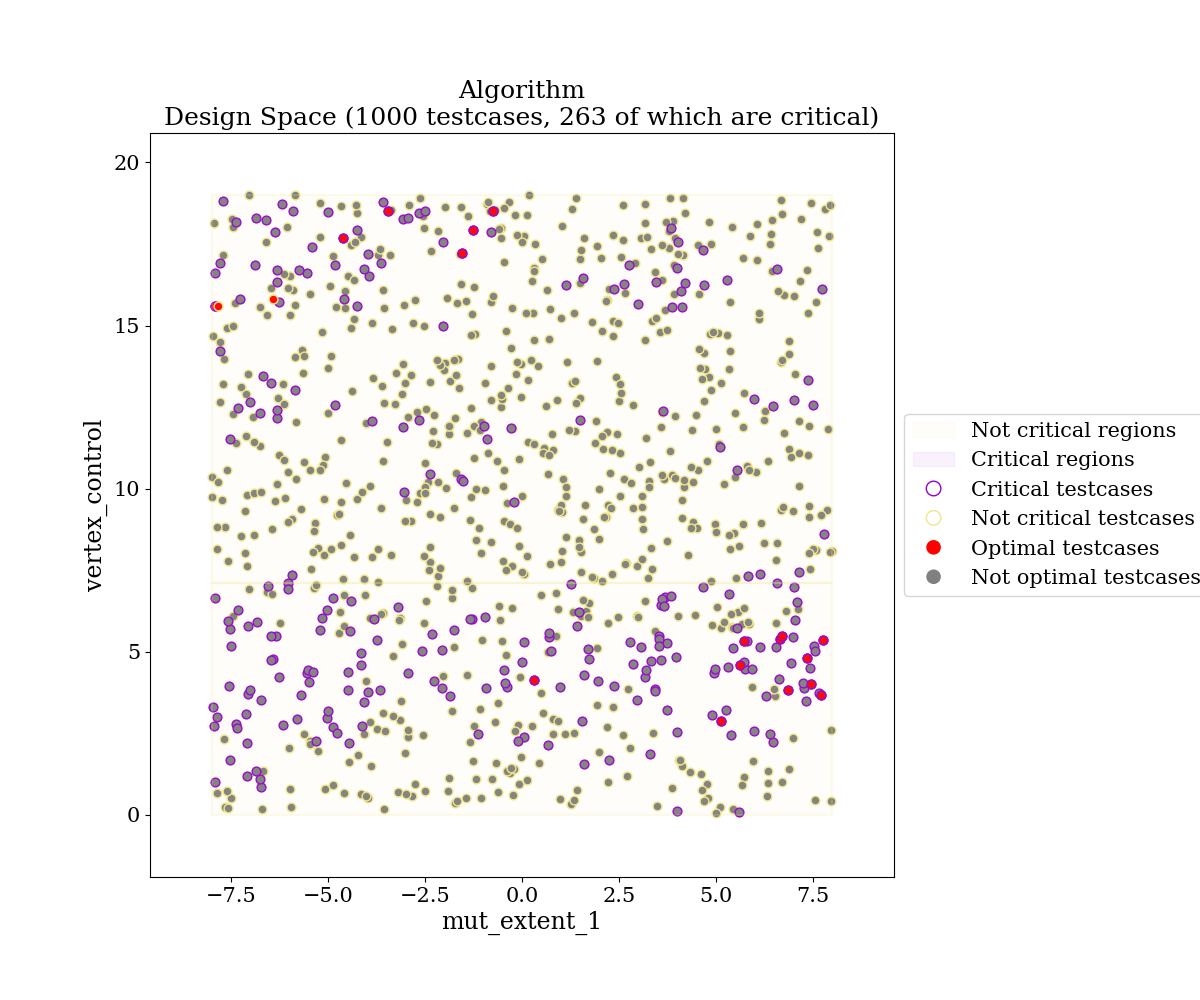 Algorithm
Design Space (1000 testcases, 263 of which are critical)
20
15
10
5
0
vertex_control
−7.5
−5.0
−2.5
0.0
2.5
5.0
7.5
mut_extent_1
Not critical regions
Critical regions
Critical testcases
Not critical testcases
Optimal testcases
Not optimal testcases